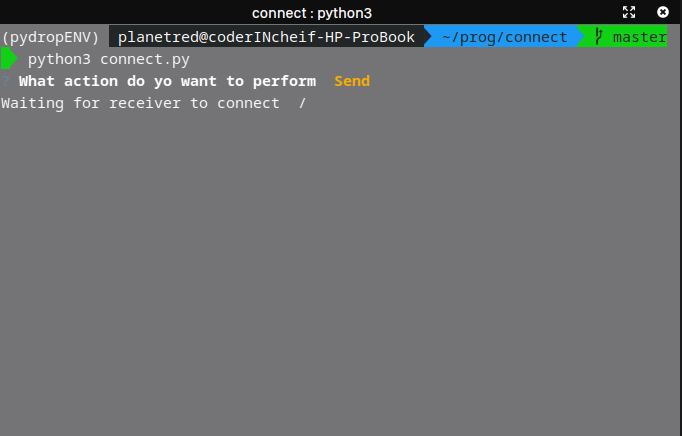 connect : python3
(pydropENV) planetred@coderINcheif-HP-ProBook ~/prog/connect master
python3 connect.py
? What action do yo want to perform Send
Waiting for receiver to connect /